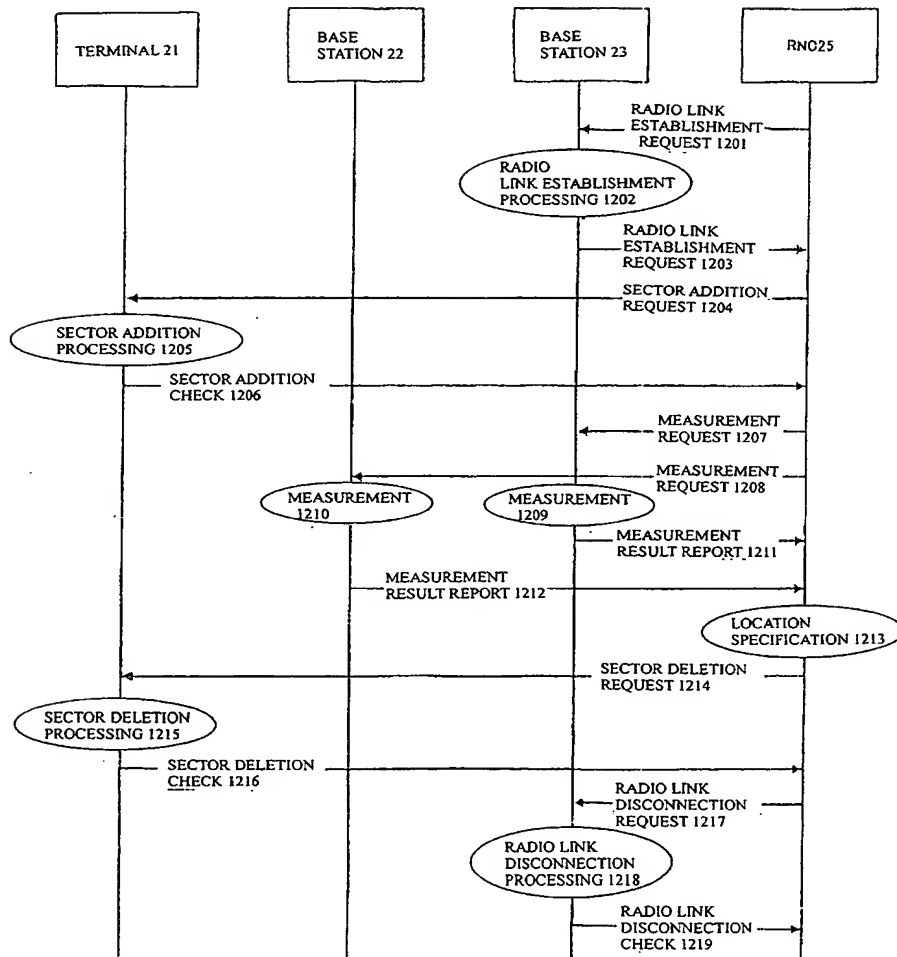 TERMINAL 21
BASE
STATION 22
BASE
STATION 23
RNC25
RADIO LINK
ESTABLISHMENT
REQUEST 1201
RADIO
LINK ESTABLISHMENT
PROCESSING 1202
RADIO LINK
ESTABLISHMENT
REQUEST 1203
SECTOR ADDITION
REQUEST 1204
SECTOR ADDITION
PROCESSING 1205
SECTOR ADDITION
CHECK 1206
MEASUREMENT
REQUEST 1207
MEASUREMENT
REQUEST 1208
MEASUREMENT
1210
MEASUREMENT
1209
MEASUREMENT
RESULT REPORT 1211
MEASUREMENT
RESULT REPORT 1212
LOCATION
SPECIFICATION 1213
SECTOR DELETION
REQUEST 1214
SECTOR DELETION
PROCESSING 1215
SECTOR DELETION
CHECK 1216
RADIO LINK
DISCONNECTION
REQUEST 1217
RADIO LINK
DISCONNECTION
PROCESSING 1218
RADIO LINK
DISCONNECTION
CHECK 1219